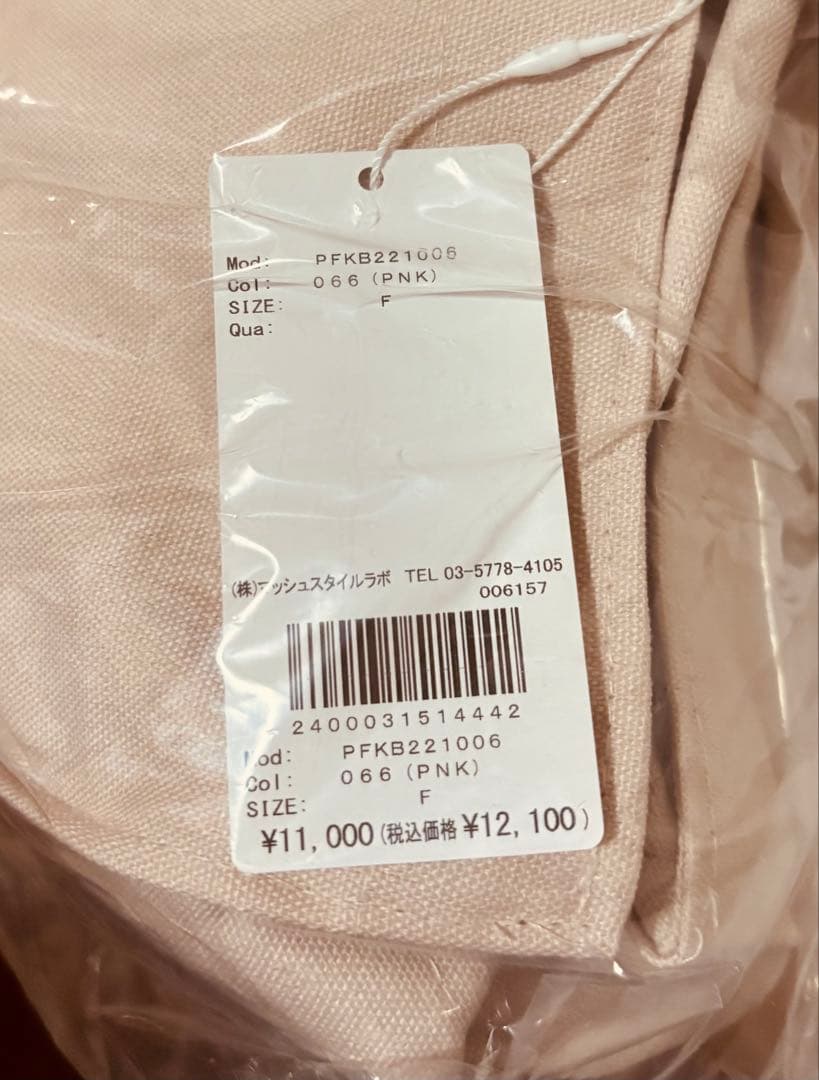 Mod: PFKB221006
Col: 066 (PNK)
SIZE: F
Qua:
(株)マッシュスタイルラボ TEL 03-5778-4105
006157
2400031514442
Mod: PFKB221006
Col: 066 (PNK)
SIZE: F
¥11,000 (税込価格 ¥12,100)